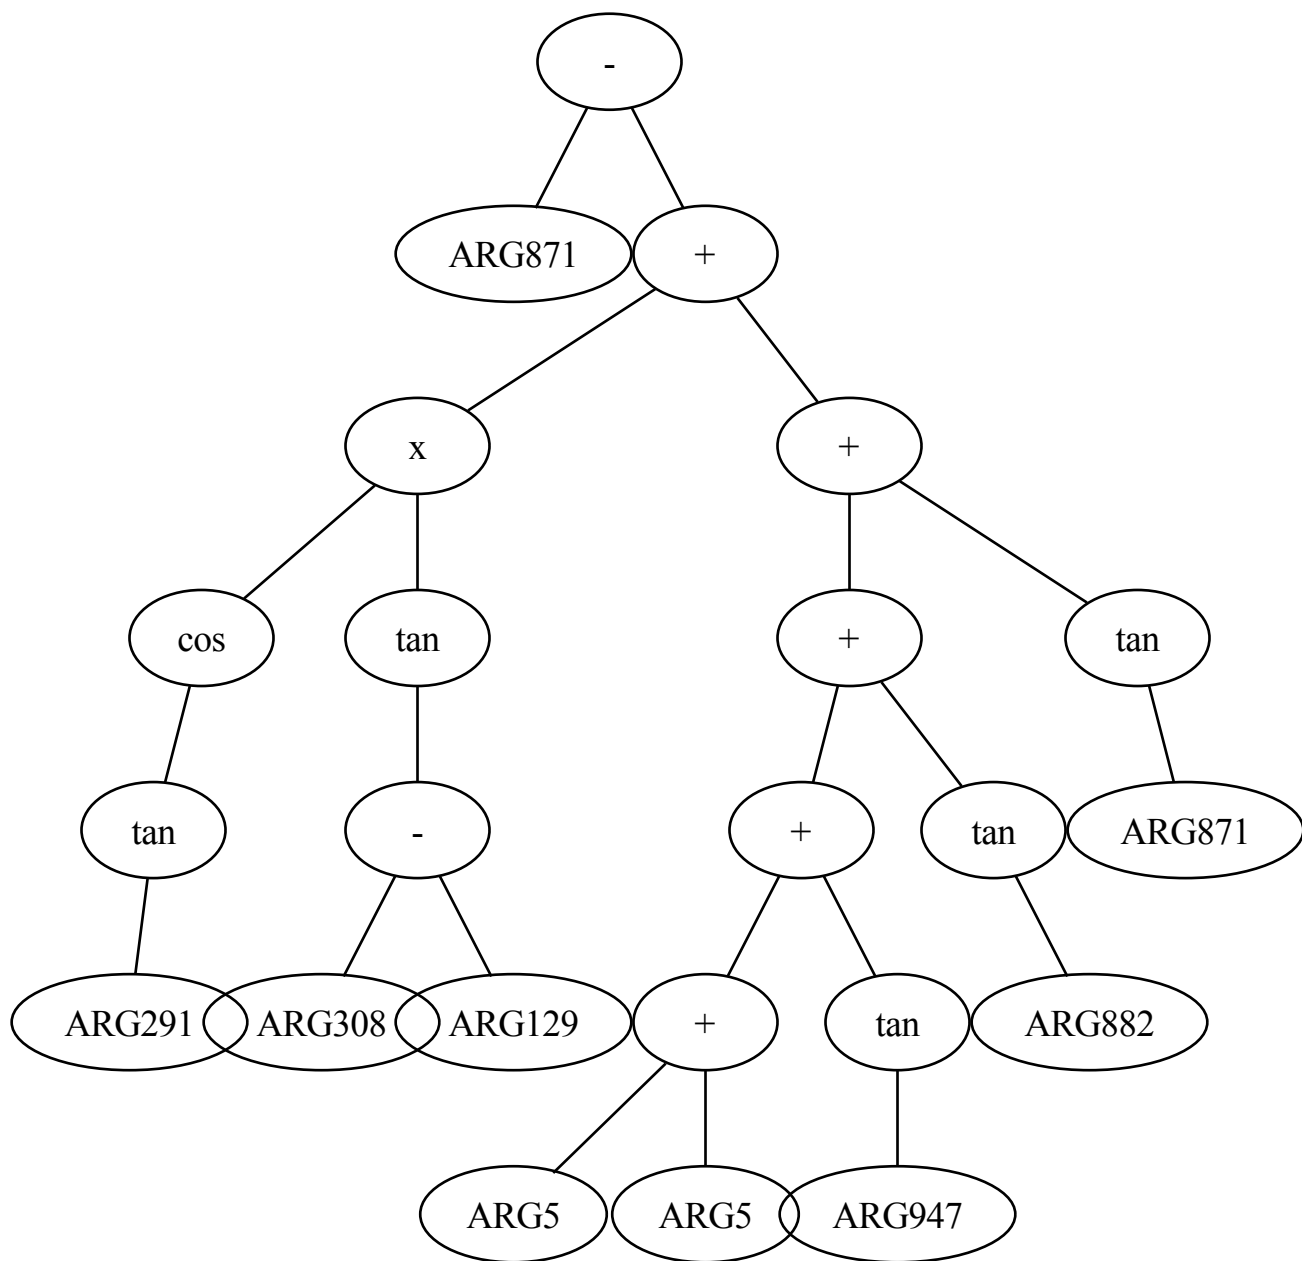 -
ARG871 +
x +
cos tan + tan
tan - + tan ARG871
ARG291 ARG308 ARG129 + tan ARG882
ARG5 ARG5 ARG947